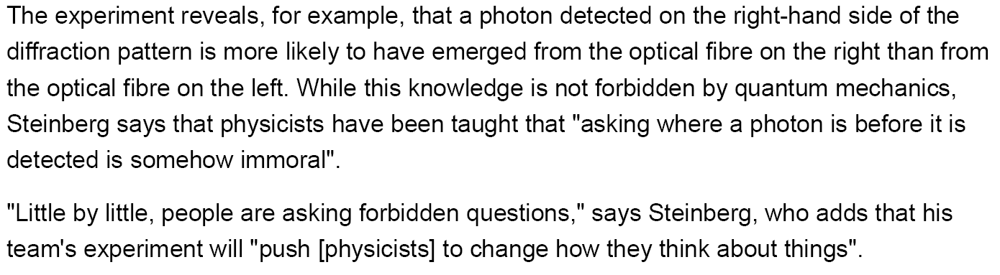 The experiment reveals, for example, that a photon detected on the right-hand side of the
diffraction pattern is more likely to have emerged from the optical fibre on the right than from
the optical fibre on the left. While this knowledge is not forbidden by quantum mechanics,
Steinberg says that physicists have been taught that "asking where a photon is before it is
detected is somehow immoral".
"Little by little, people are asking forbidden questions," says Steinberg, who adds that his
team's experiment will "push [physicists] to change how they think about things".